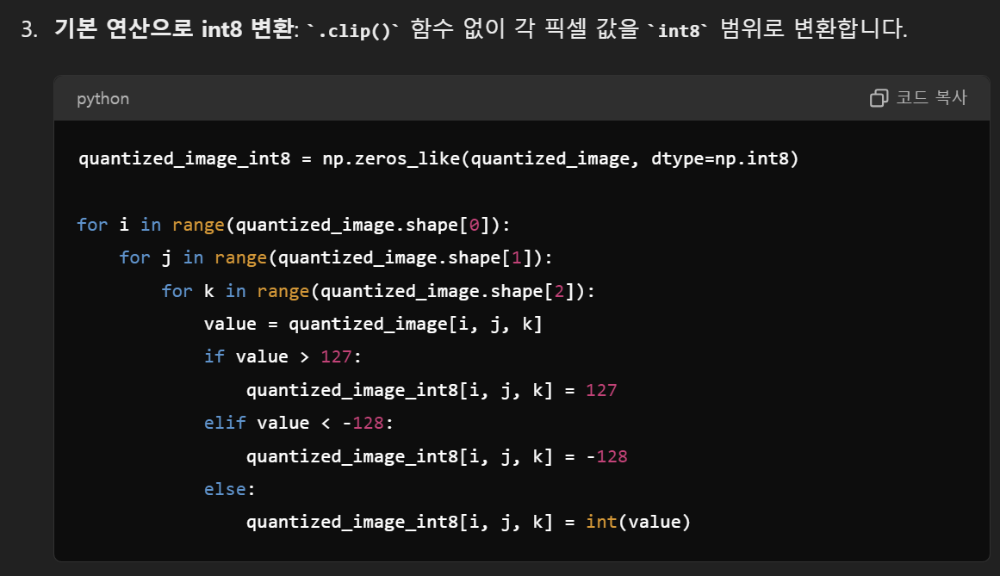 3. 기본 연산으로 int8 변환: `.clip()` 함수 없이 각 픽셀 값을 `int8` 범위로 변환합니다.
python 코드 복사
quantized_image_int8 = np.zeros_like(quantized_image, dtype=np.int8)
for i in range(quantized_image.shape[0]):
    for j in range(quantized_image.shape[1]):
        for k in range(quantized_image.shape[2]):
            value = quantized_image[i, j, k]
            if value > 127:
                quantized_image_int8[i, j, k] = 127
            elif value < -128:
                quantized_image_int8[i, j, k] = -128
            else:
                quantized_image_int8[i, j, k] = int(value)